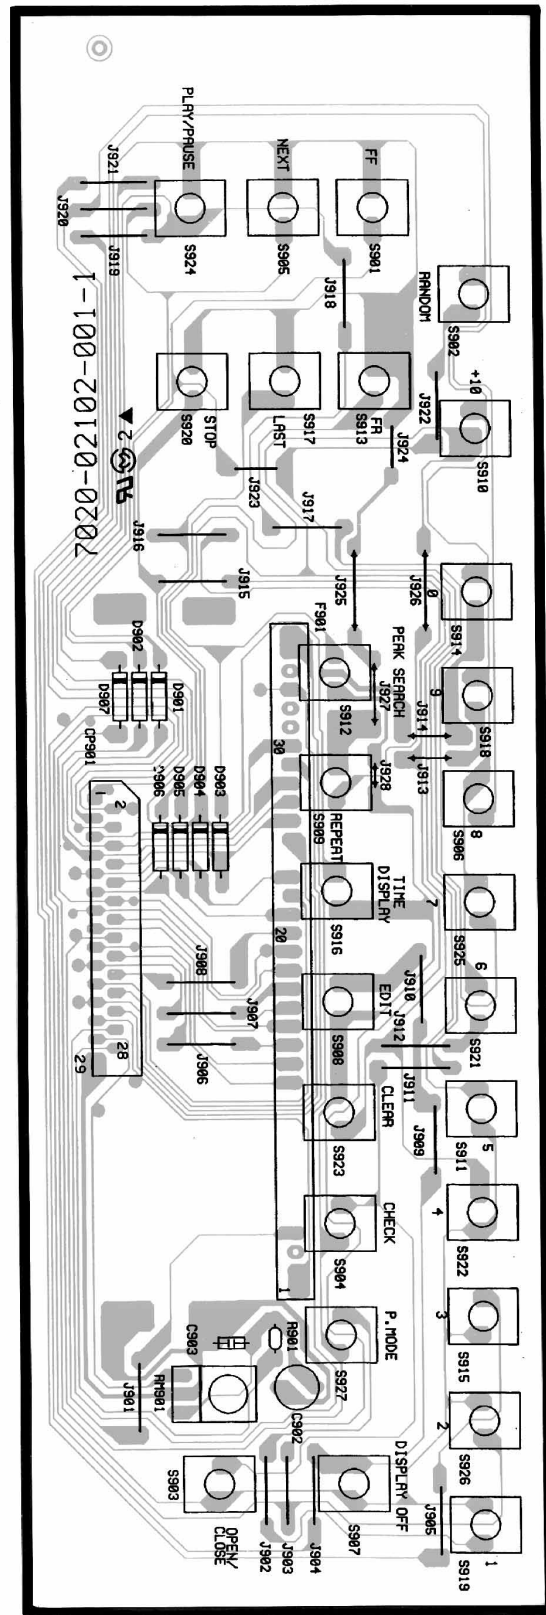 PLAY/PAUSE
NEXT
FF
J921
J920
J919
S924
S905
S901
J918
RANDOM
S902
+10
J922
S910
7020-02102-001-1
2
S920
STOP
S917
LAST
S913
FR
J924
J923
J917
J916
J915
J925
J926
0
S914
F901
PEAK SEARCH
S912
J927
9
S918
J914
J913
D902
D907
D901
CP901
30
J928
S909
REPEAT
8
S906
1
2
D906
D905
D904
D903
TIME
DISPLAY
S916
7
S925
20
J908
J907
J906
EDIT
S908
J910
J912
J911
6
S921
28
29
CLEAR
S923
J909
5
S911
CHECK
S904
4
S922
1
P.MODE
S927
3
S915
C903
R901
RM901
J901
C902
2
S926
S903
OPEN/
CLOSE
J902
J903
J904
DISPLAY OFF
S907
J905
1
S919